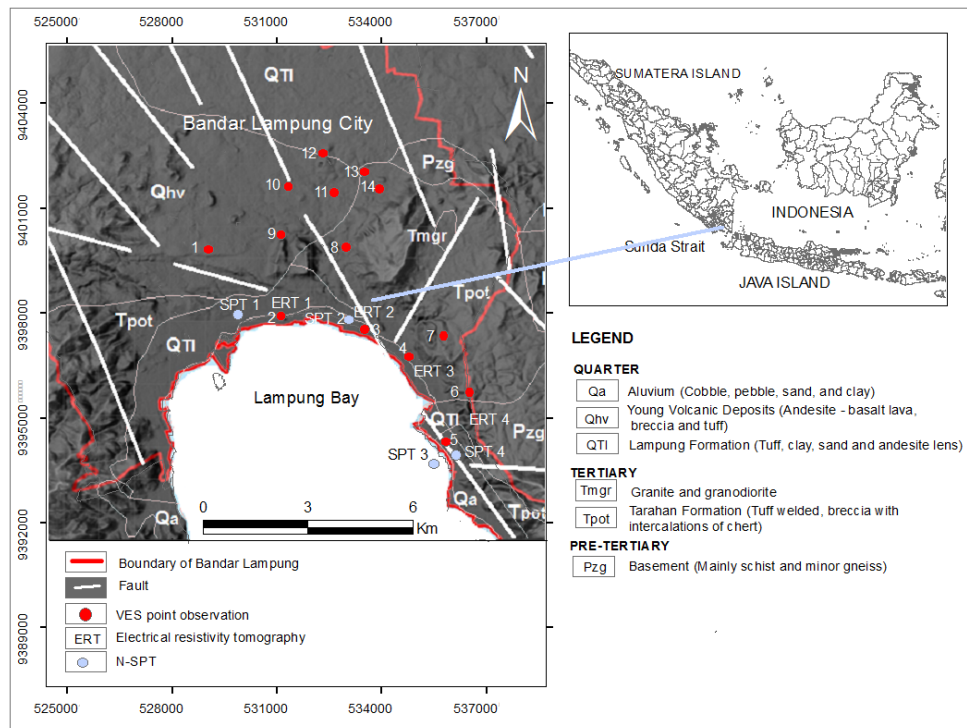 525000 528000 531000 534000 537000
9404000
9401000
9398000
9395000
9392000
9389000
QTl
N
Bandar Lampung City
12
Pzg
13
10
11
14
Qhv
9
Tmgr
1
8
Tpot
SPT 1
ERT 1
2
SPT 2
ERT 2
3
Tpot
QTl
7
4
ERT 3
6
Lampung Bay
QTl
ERT 4
5
Pzg
SPT 3
SPT 4
Qa
Qa
Tpot
0 3 6
Km
Boundary of Bandar Lampung
Fault
VES point observation
ERT Electrical resistivity tomography
N-SPT
525000 528000 531000 534000 537000
SUMATERA ISLAND
INDONESIA
Sunda Strait
JAVA ISLAND
LEGEND
QUARTER
Qa Aluvium (Cobble, pebble, sand, and clay)
Qhv Young Volcanic Deposits (Andesite - basalt lava,
breccia and tuff)
QTl Lampung Formation (Tuff, clay, sand and andesite lens)
TERTIARY
Tmgr Granite and granodiorite
Tpot Tarahan Formation (Tuff welded, breccia with
intercalations of chert)
PRE-TERTIARY
Pzg Basement (Mainly schist and minor gneiss)